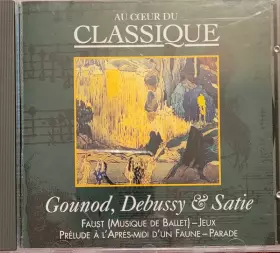 AU CŒUR DU
CLASSIQUE
Gounod, Debussy & Satie
FAUST (MUSIQUE DE BALLET) – JEUX
PRÉLUDE À L'APRÈS-MIDI D'UN FAUNE – PARADE